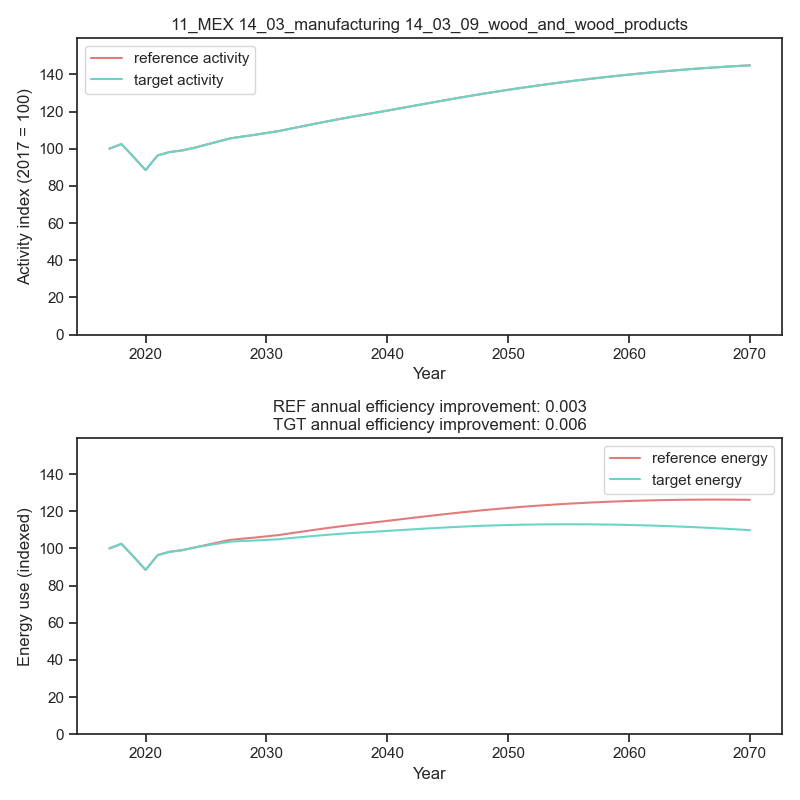 11_MEX 14_03_manufacturing 14_03_09_wood_and_wood_products
reference activity
target activity
Activity index (2017 = 100)
140
120
100
80
60
40
20
0
2020 2030 2040 2050 2060 2070
Year
REF annual efficiency improvement: 0.003
TGT annual efficiency improvement: 0.006
reference energy
target energy
Energy use (indexed)
140
120
100
80
60
40
20
0
2020 2030 2040 2050 2060 2070
Year